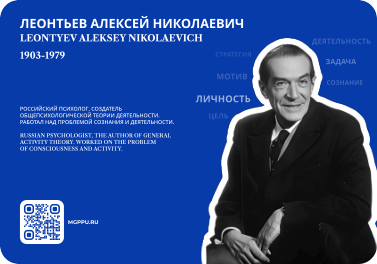 ЛЕОНТЬЕВ АЛЕКСЕЙ НИКОЛАЕВИЧ
LEONTYEV ALEKSEY NIKOLAEVICH
1903-1979
ДЕЯТЕЛЬНОСТЬ
СТРАТЕГИЯ
ЗАДАЧА
МОТИВ
СОЗНАНИЕ
ЛИЧНОСТЬ
ЦЕЛЬ
РОССИЙСКИЙ ПСИХОЛОГ, СОЗДАТЕЛЬ
ОБЩЕПСИХОЛОГИЧЕСКОЙ ТЕОРИИ ДЕЯТЕЛЬНОСТИ.
РАБОТАЛ НАД ПРОБЛЕМОЙ СОЗНАНИЯ И ДЕЯТЕЛЬНОСТИ.
RUSSIAN PSYCHOLOGIST, THE AUTHOR OF GENERAL
ACTIVITY THEORY. WORKED ON THE PROBLEM
OF CONSCIOUSNESS AND ACTIVITY.
MGPPU.RU